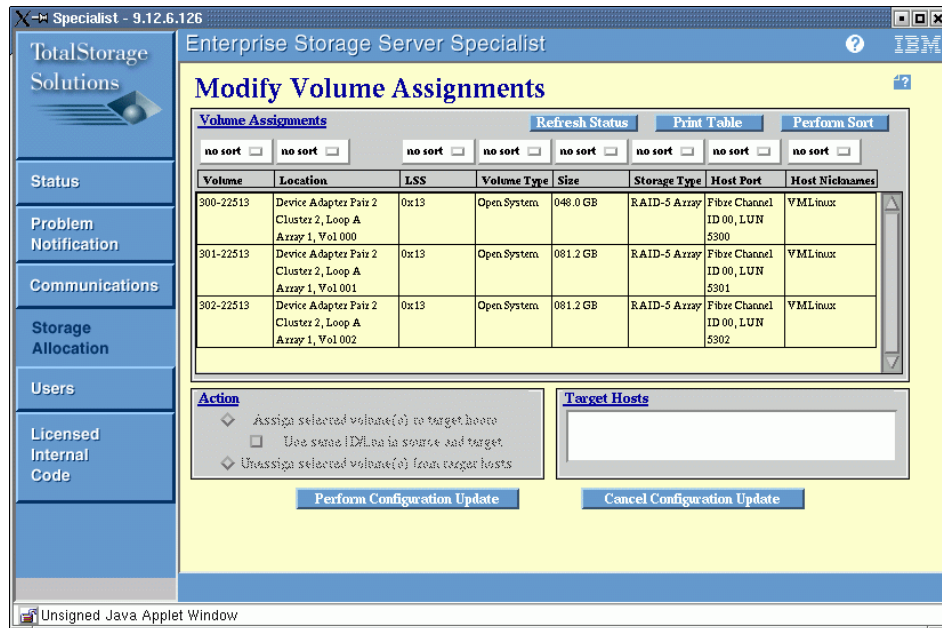 Specialist - 9.12.6.126
TotalStorage
Solutions
Enterprise Storage Server Specialist
?
IBM
Modify Volume Assignments
?
Volume Assignments
Refresh Status
Print Table
Perform Sort
no sort
no sort
no sort
no sort
no sort
no sort
no sort
no sort
Volume
Location
LSS
Volume Type
Size
Storage Type
Host Port
Host Nicknames
300-22513
Device Adapter Pair 2
Cluster 2, Loop A
Array 1, Vol 000
0x13
Open System
048.0 GB
RAID-5 Array
Fibre Channel
ID 00, LUN
5300
VMLinux
301-22513
Device Adapter Pair 2
Cluster 2, Loop A
Array 1, Vol 001
0x13
Open System
081.2 GB
RAID-5 Array
Fibre Channel
ID 00, LUN
5301
VMLinux
302-22513
Device Adapter Pair 2
Cluster 2, Loop A
Array 1, Vol 002
0x13
Open System
081.2 GB
RAID-5 Array
Fibre Channel
ID 00, LUN
5302
VMLinux
Status
Problem
Notification
Communications
Storage
Allocation
Users
Licensed
Internal
Code
Action
Assign selected volume(s) to target hosts
Use same ID/Lun in source and target
Unassign selected volume(s) from target hosts
Target Hosts
Perform Configuration Update
Cancel Configuration Update
Unsigned Java Applet Window